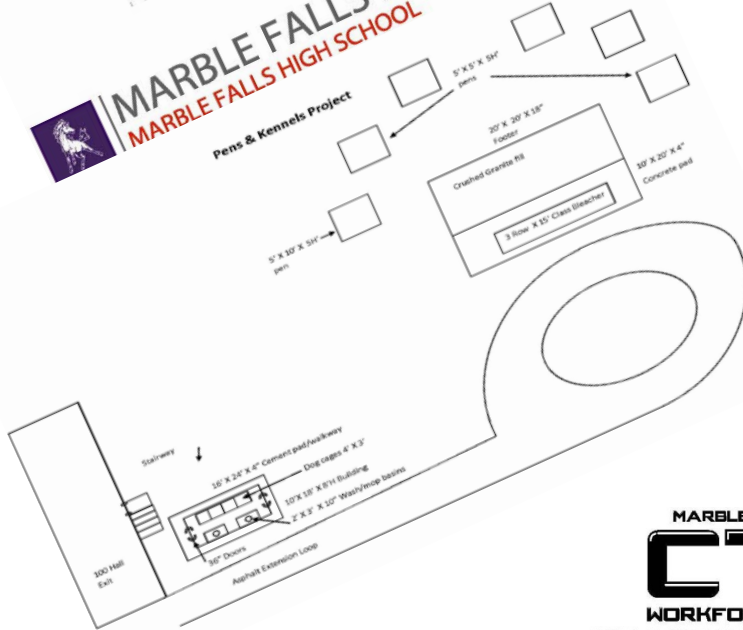 MARBLE FALLS
MARBLE FALLS HIGH SCHOOL
Pens & Kennels Project
5' X 5' X 5H'
pens
20' X 20' X 18"
Footer
Crushed Granite fill
10' X 20' X 4"
Concrete pad
3 Row X 15' Class Bleacher
5' X 10' X 5H'
pen
Stairway
16' X 24' X 4" Cement pad/walkway
Dog cages 4' X 3'
10'X 18' X 8'H Building
2' X 3' X 10" Wash/mop basins
36" Doors
Asphalt Extension Loop
100 Hall
Exit
MARBLE
WORKFO